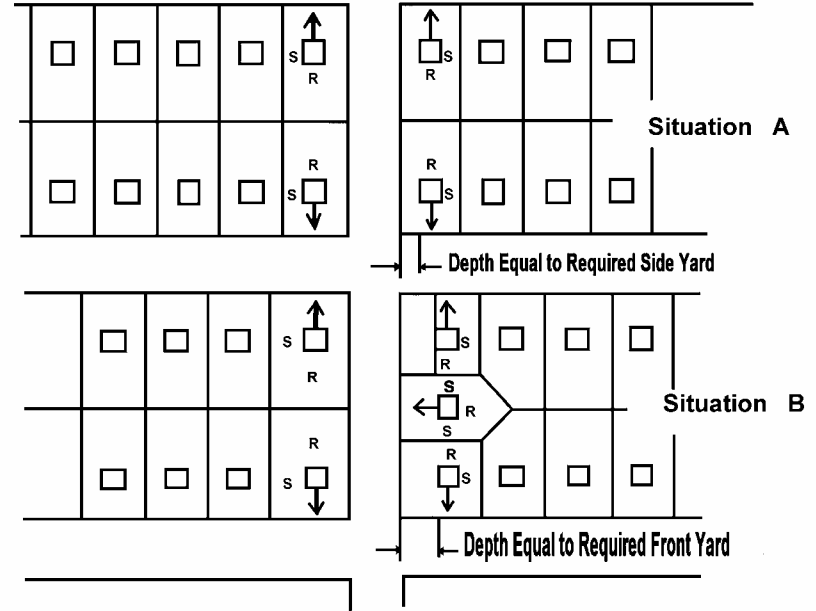 S S
R R
Situation A
R R
S S
Depth Equal to Required Side Yard
S S
R R
S
R
Situation B
S
R R
S S
Depth Equal to Required Front Yard